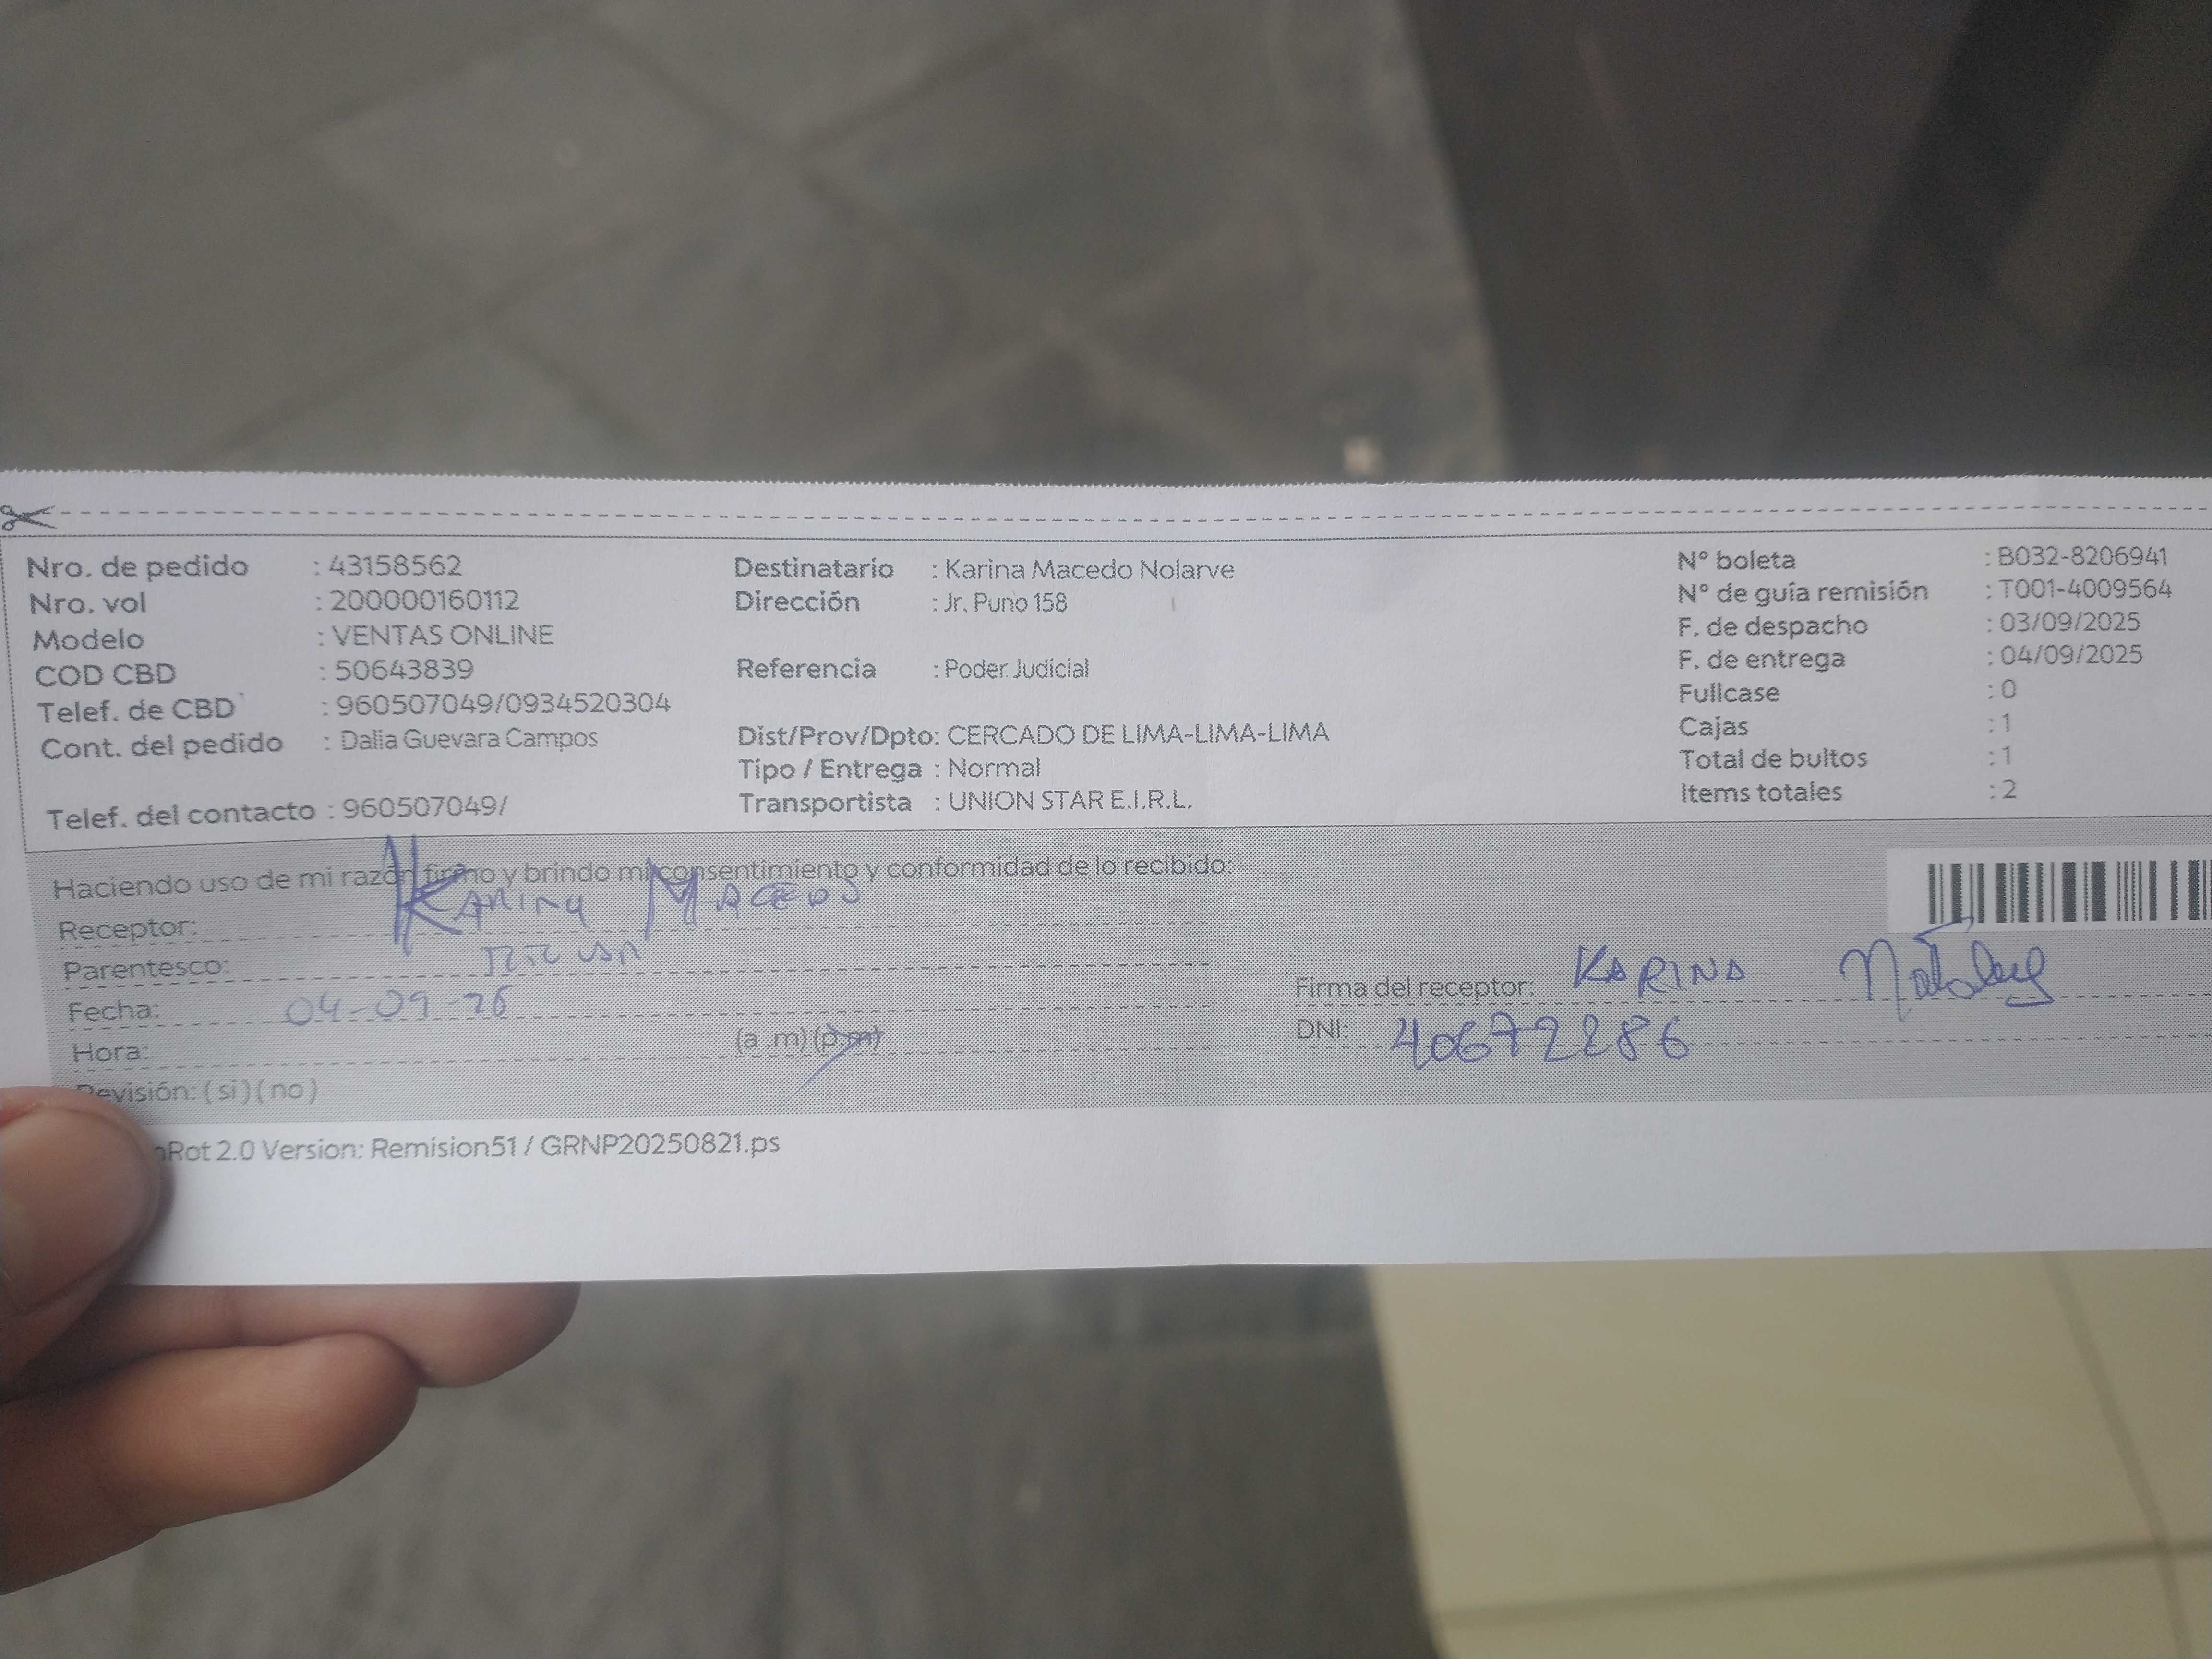 Nro. de pedido : 43158562
Nro. vol : 200000160112
Modelo : VENTAS ONLINE
COD CBD : 50643839
Telef. de CBD : 960507049/0934520304
Cont. del pedido : Dalia Guevara Campos
Telef. del contacto : 960507049/
Destinatario : Karina Macedo Nolarve
Dirección : Jr. Puno 158
Referencia : Poder Judicial
Dist/Prov/Dpto: CERCADO DE LIMA-LIMA-LIMA
Tipo / Entrega : Normal
Transportista : UNION STAR E.I.R.L.
N° boleta : B032-8206941
N° de guía remisión : T001-4009564
F. de despacho : 03/09/2025
F. de entrega : 04/09/2025
Fullcase : 0
Cajas : 1
Total de bultos : 1
Items totales : 2
Haciendo uso de mi razón firmo y brindo mi consentimiento y conformidad de lo recibido:
Receptor: KARINA MACEDO
Parentesco:
Fecha: 04-09-25
Hora: (a .m) (p.m)
Revisión: ( si ) ( no )
Firma del receptor: KARINA
DNI: 40672286
Rot 2.0 Version: Remision51 / GRNP20250821.ps